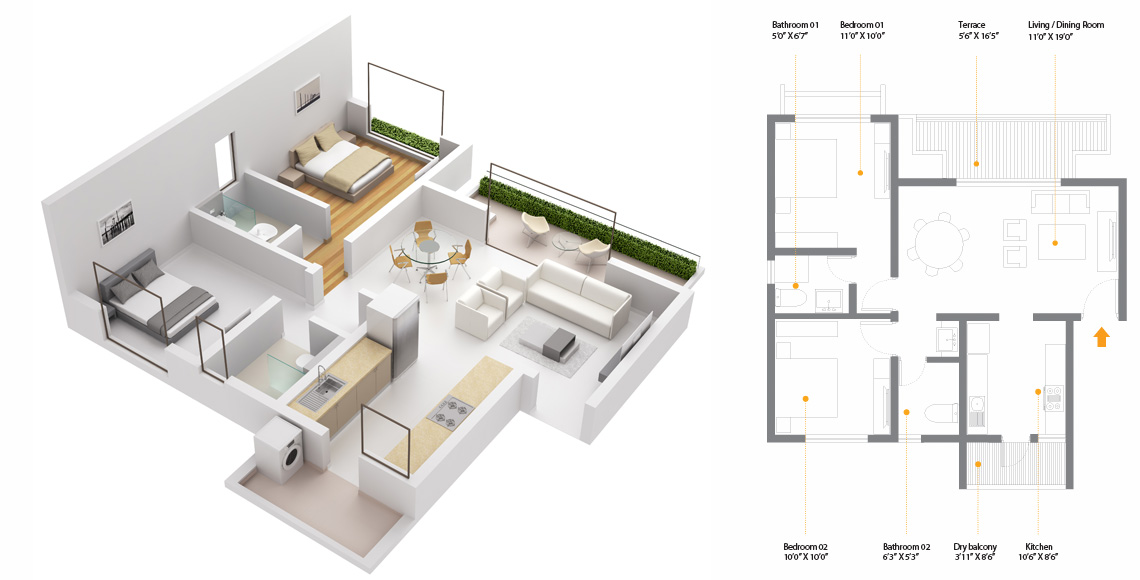 Bathroom 01
5'0" X 6'7"
Bedroom 01
11'0" X 10'0"
Terrace
5'6" X 16'5"
Living / Dining Room
11'0" X 19'0"
Bedroom 02
10'0" X 10'0"
Bathroom 02
6'3" X 5'3"
Dry balcony
3'11" X 8'6"
Kitchen
10'6" X 8'6"